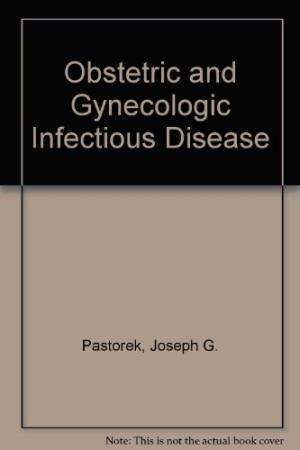 Obstetric and
Gynecologic
Infectious Disease
Pastorek, Joseph G.
Note: This is not the actual book cover